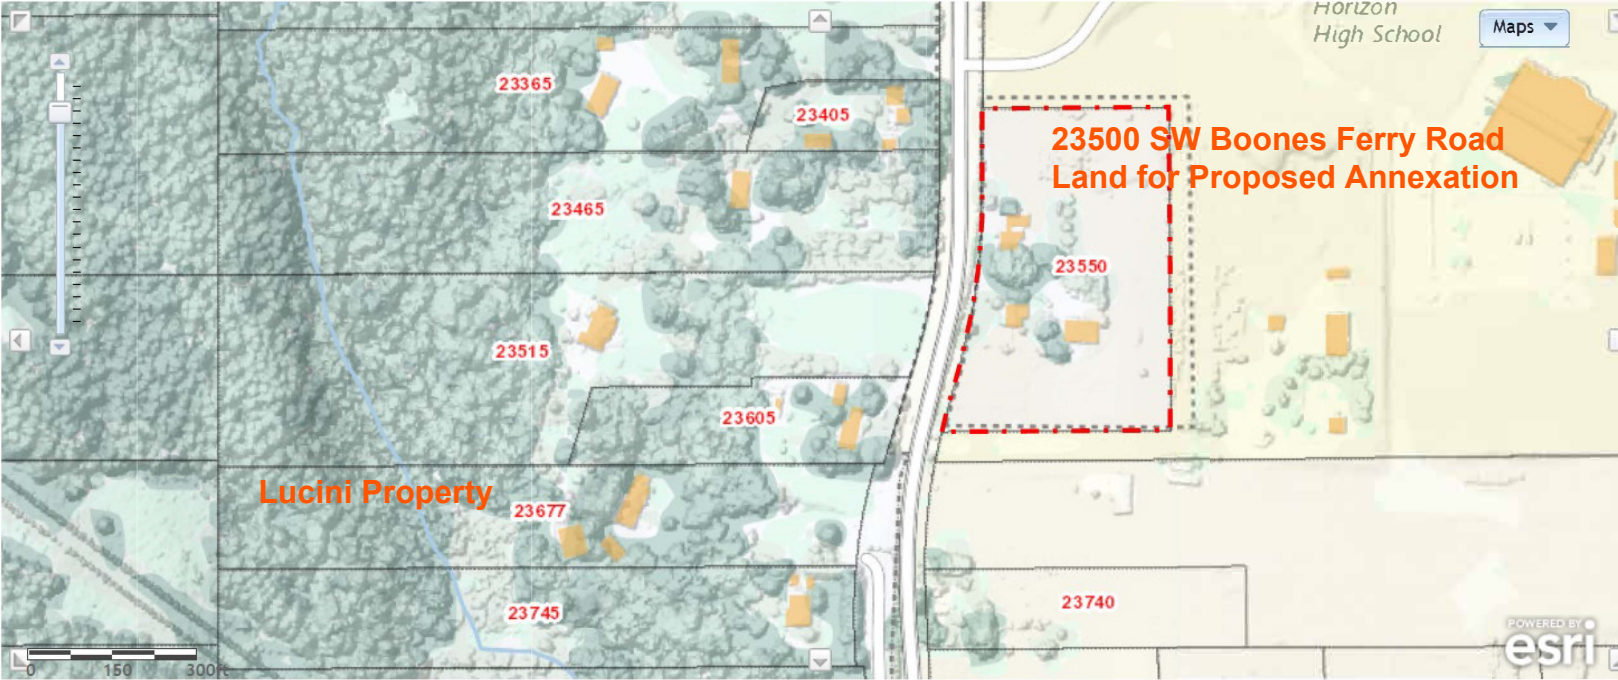 Horizon
High School
Maps
23365
23405
23500 SW Boones Ferry Road
Land for Proposed Annexation
23465
23550
23515
23605
Lucini Property
23677
23745
23740
POWERED BY
esri
0 150 300ft